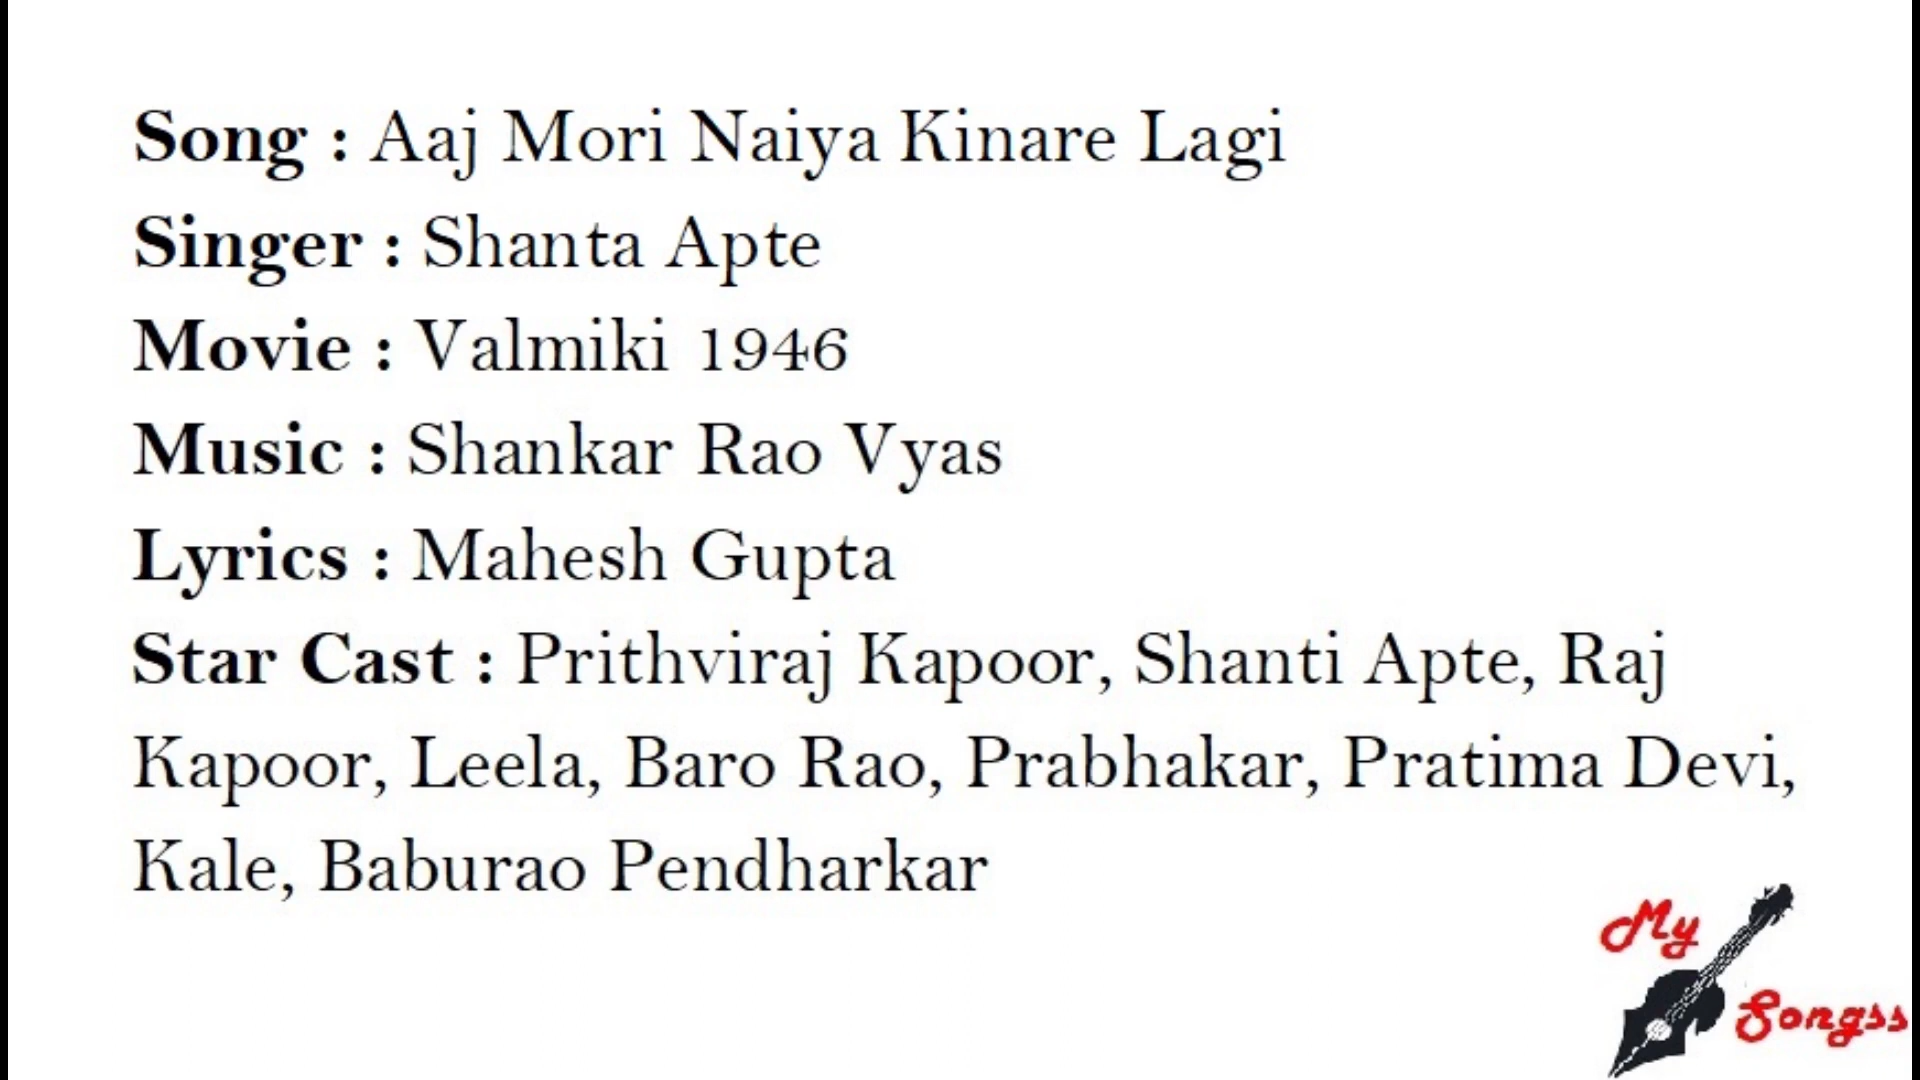 Song : Aaj Mori Naiya Kinare Lagi
Singer : Shanta Apte
Movie : Valmiki 1946
Music : Shankar Rao Vyas
Lyrics : Mahesh Gupta
Star Cast : Prithviraj Kapoor, Shanti Apte, Raj
Kapoor, Leela, Baro Rao, Prabhakar, Pratima Devi,
Kale, Baburao Pendharkar
My
Songss